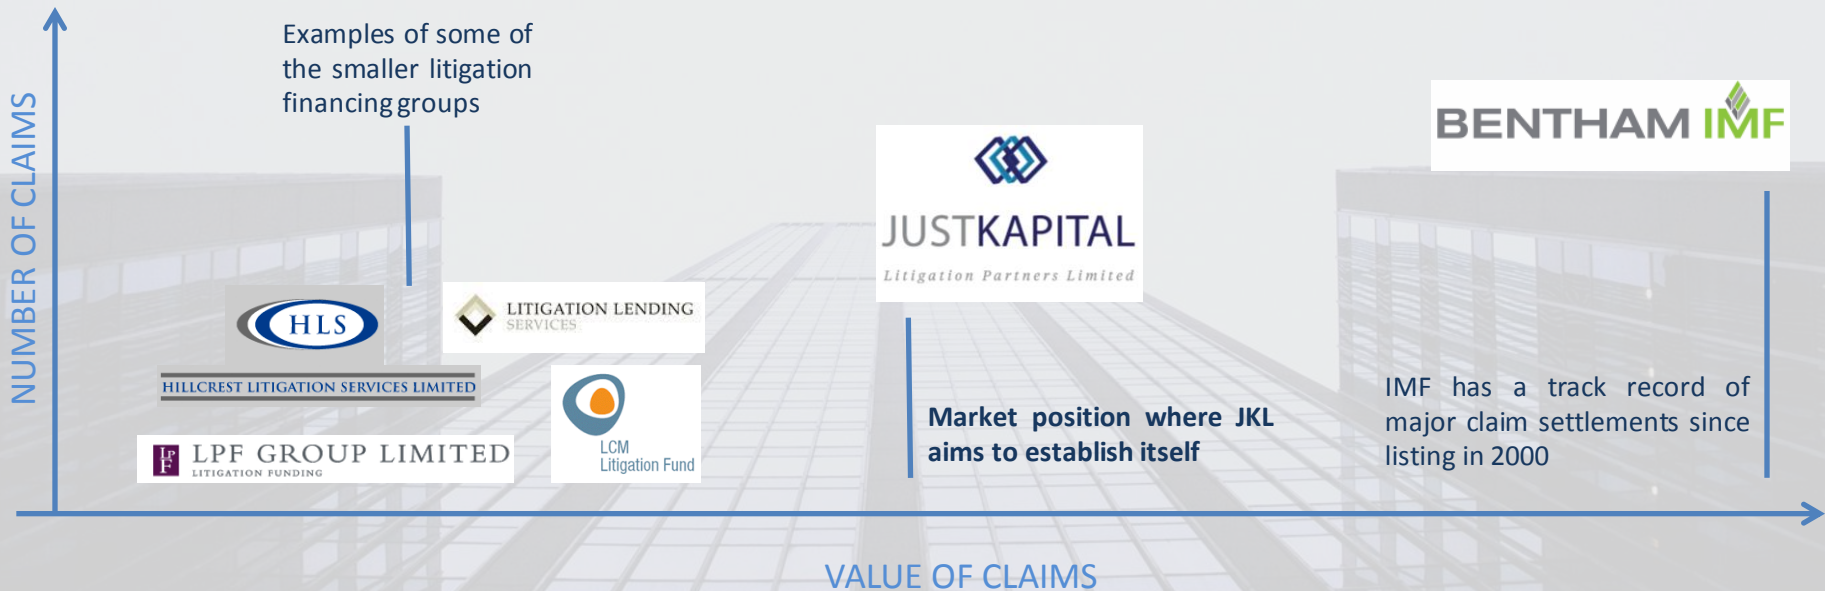 NUMBER OF CLAIMS
Examples of some of
the smaller litigation
financing groups
HLS
HILLCREST LITIGATION SERVICES LIMITED
LITIGATION LENDING
SERVICES
LPF
LPF GROUP LIMITED
LITIGATION FUNDING
LCM
Litigation Fund
JUSTKAPITAL
Litigation Partners Limited
Market position where JKL
aims to establish itself
BENTHAM IMF
IMF has a track record of
major claim settlements since
listing in 2000
VALUE OF CLAIMS